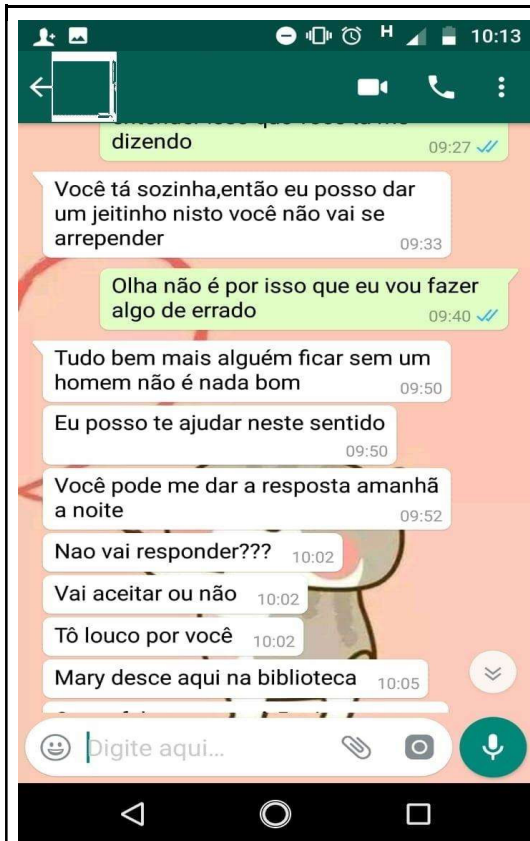 H 10:13
dizendo
09:27
Você tá sozinha,então eu posso dar
um jeitinho nisto você não vai se
arrepender
09:33
Olha não é por isso que eu vou fazer
algo de errado
09:40
Tudo bem mais alguém ficar sem um
homem não é nada bom
09:50
Eu posso te ajudar neste sentido
09:50
Você pode me dar a resposta amanhã
a noite
09:52
Nao vai responder??? 10:02
Vai aceitar ou não 10:02
Tô louco por você 10:02
Mary desce aqui na biblioteca 10:05
Digite aqui...